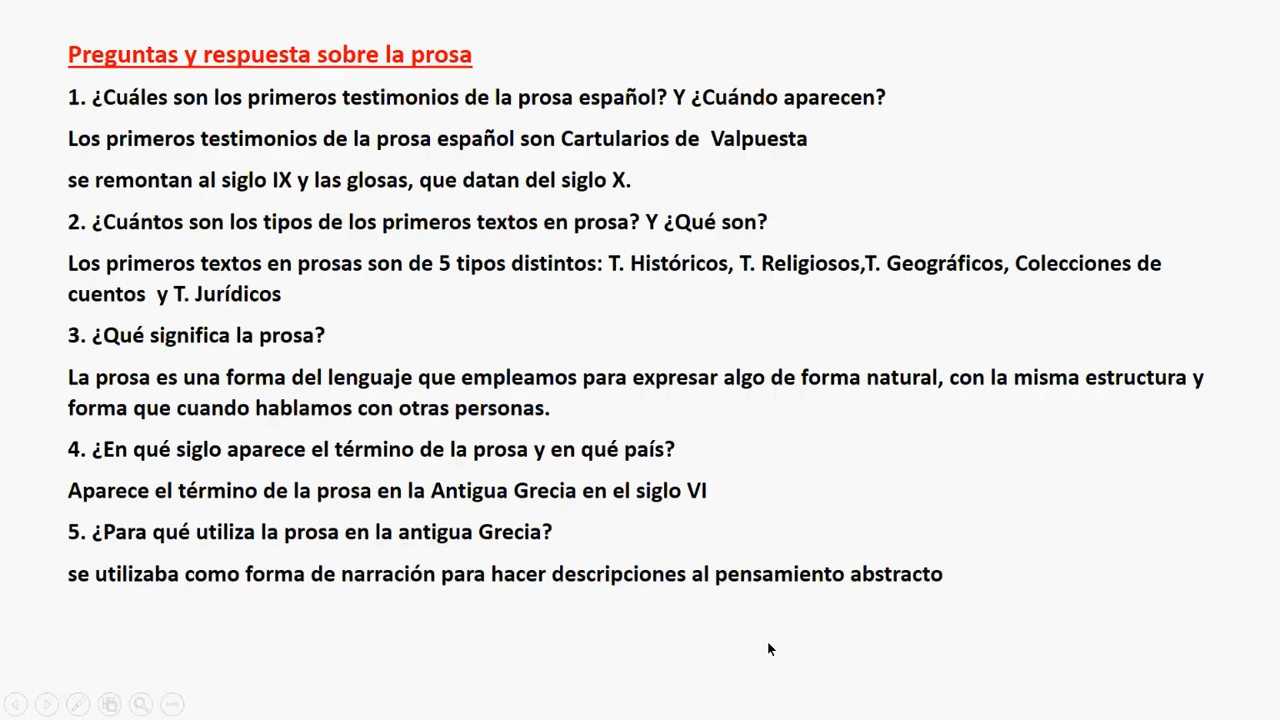 Preguntas y respuesta sobre la prosa
1. ¿Cuáles son los primeros testimonios de la prosa español? Y ¿Cuándo aparecen?
Los primeros testimonios de la prosa español son Cartularios de  Valpuesta
se remontan al siglo IX y las glosas, que datan del siglo X.
2. ¿Cuántos son los tipos de los primeros textos en prosa? Y ¿Qué son?
Los primeros textos en prosas son de 5 tipos distintos: T. Históricos, T. Religiosos,T. Geográficos, Colecciones de
cuentos  y T. Jurídicos
3. ¿Qué significa la prosa?
La prosa es una forma del lenguaje que empleamos para expresar algo de forma natural, con la misma estructura y
forma que cuando hablamos con otras personas.
4. ¿En qué siglo aparece el término de la prosa y en qué país?
Aparece el término de la prosa en la Antigua Grecia en el siglo VI
5. ¿Para qué utiliza la prosa en la antigua Grecia?
se utilizaba como forma de narración para hacer descripciones al pensamiento abstracto